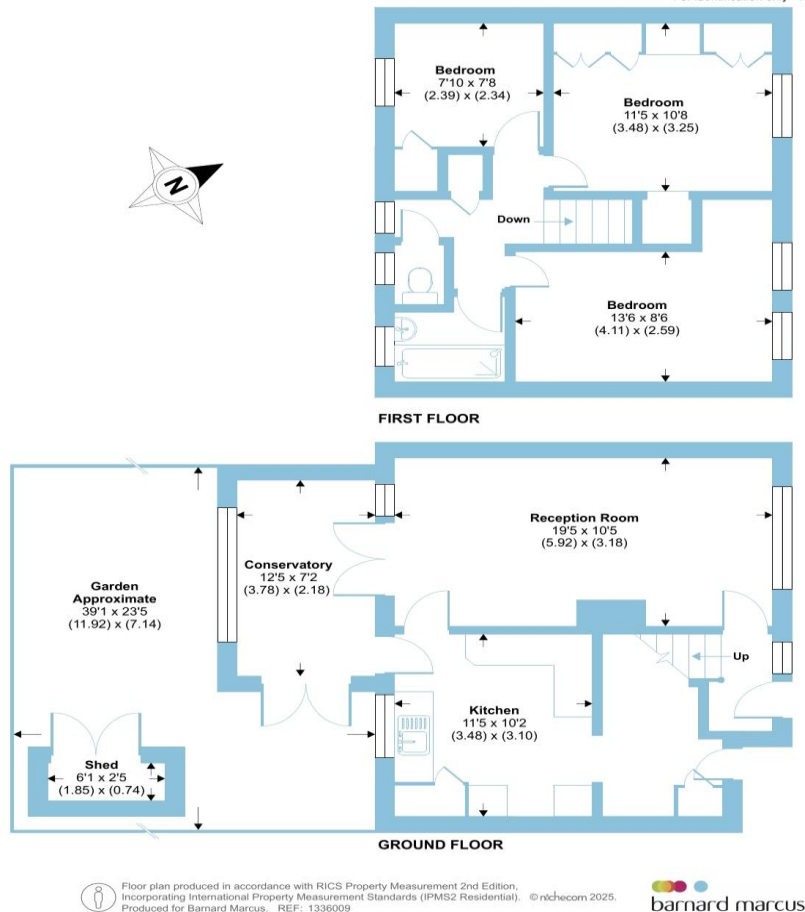 Bedroom
7'10 x 7'8
(2.39) x (2.34)
Bedroom
11'5 x 10'8
(3.48) x (3.25)
N
Down
Bedroom
13'6 x 8'6
(4.11) x (2.59)
FIRST FLOOR
Reception Room
19'5 x 10'5
(5.92) x (3.18)
Conservatory
12'5 x 7'2
(3.78) x (2.18)
Garden
Approximate
39'1 x 23'5
(11.92) x (7.14)
Up
Kitchen
11'5 x 10'2
(3.48) x (3.10)
Shed
6'1 x 2'5
(1.85) x (0.74)
GROUND FLOOR
Floor plan produced in accordance with RICS Property Measurement 2nd Edition,
Incorporating International Property Measurement Standards (IPMS2 Residential). © nichecom 2025.
Produced for Barnard Marcus. REF: 1336009
barnard marcus